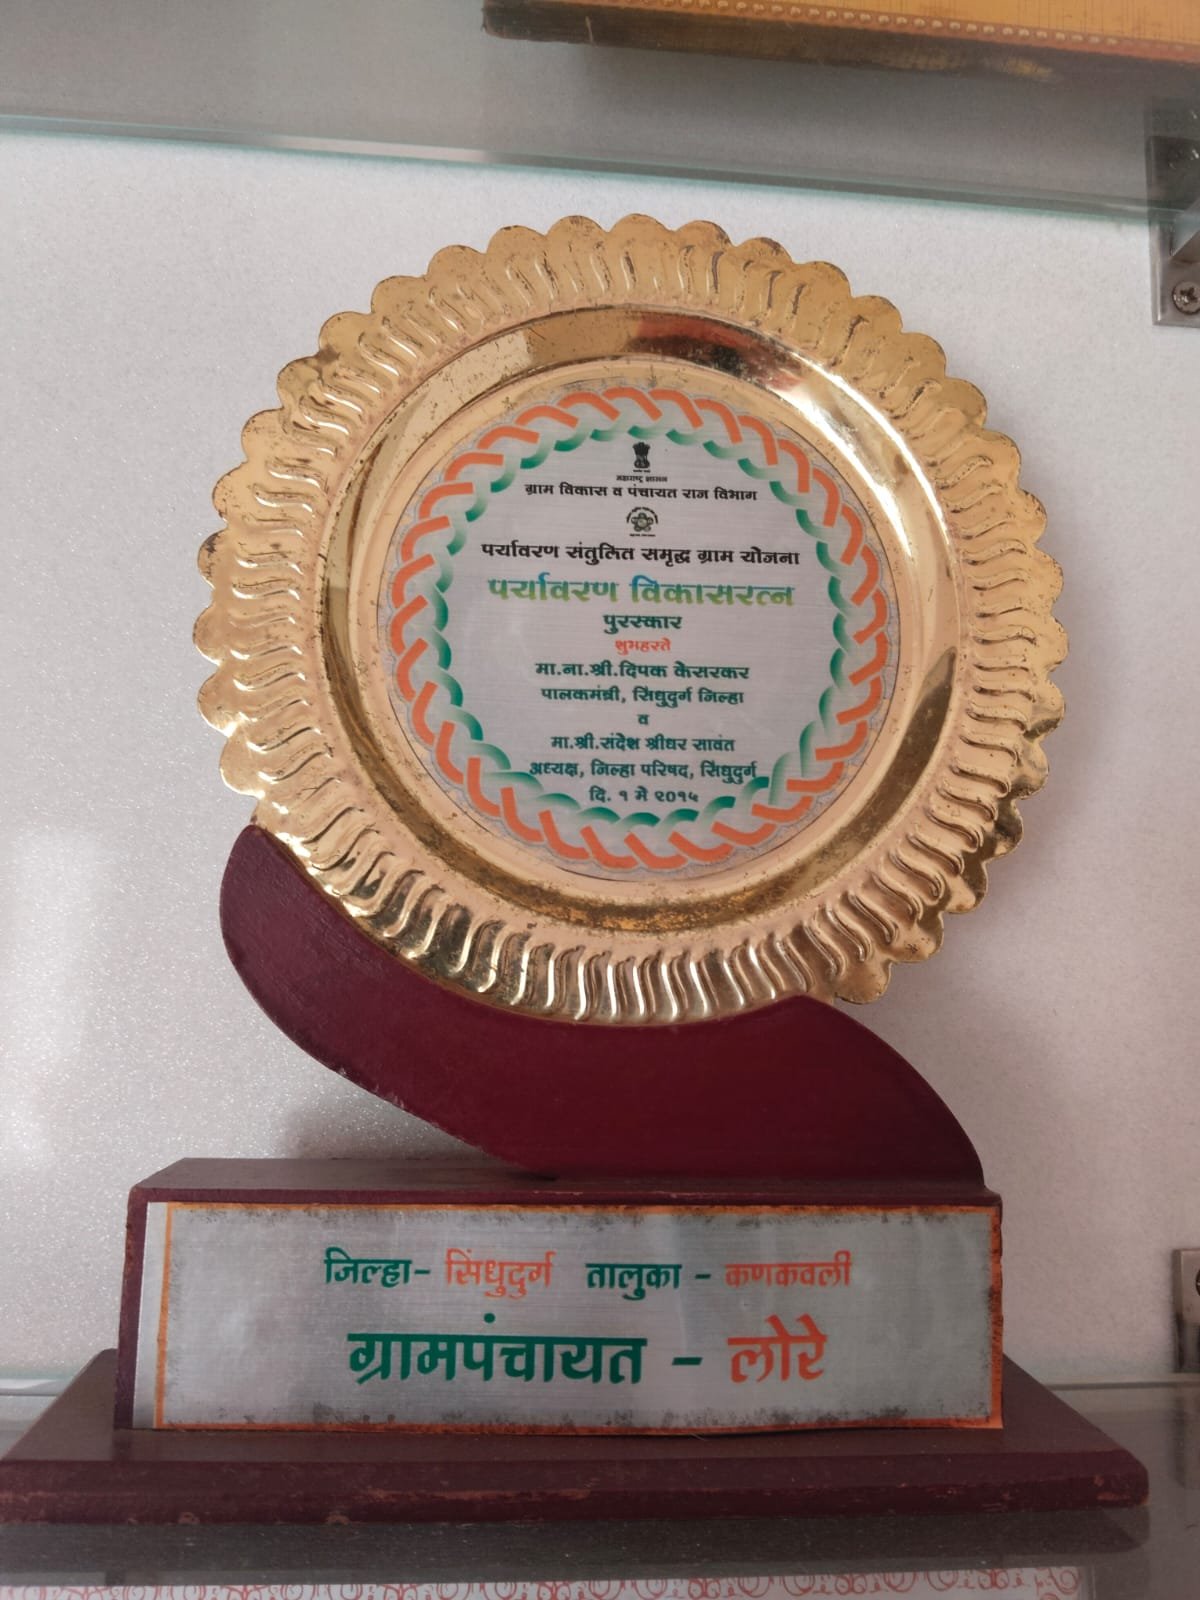 महाराष्ट्र शासन
ग्राम विकास व पंचायत राज विभाग
पर्यावरण संतुलित समृद्ध ग्राम योजना
पर्यावरण विकासरत्न
पुरस्कार
शुभहस्ते
मा.ना.श्री.दिपक केसरकर
पालकमंत्री, सिंधुदुर्ग जिल्हा
व
मा.श्री.संदेश श्रीधर सावंत
अध्यक्ष, जिल्हा परिषद, सिंधुदुर्ग
दि. १ मे २०१५
जिल्हा- सिंधुदुर्ग तालुका - कणकवली
ग्रामपंचायत - लोरे